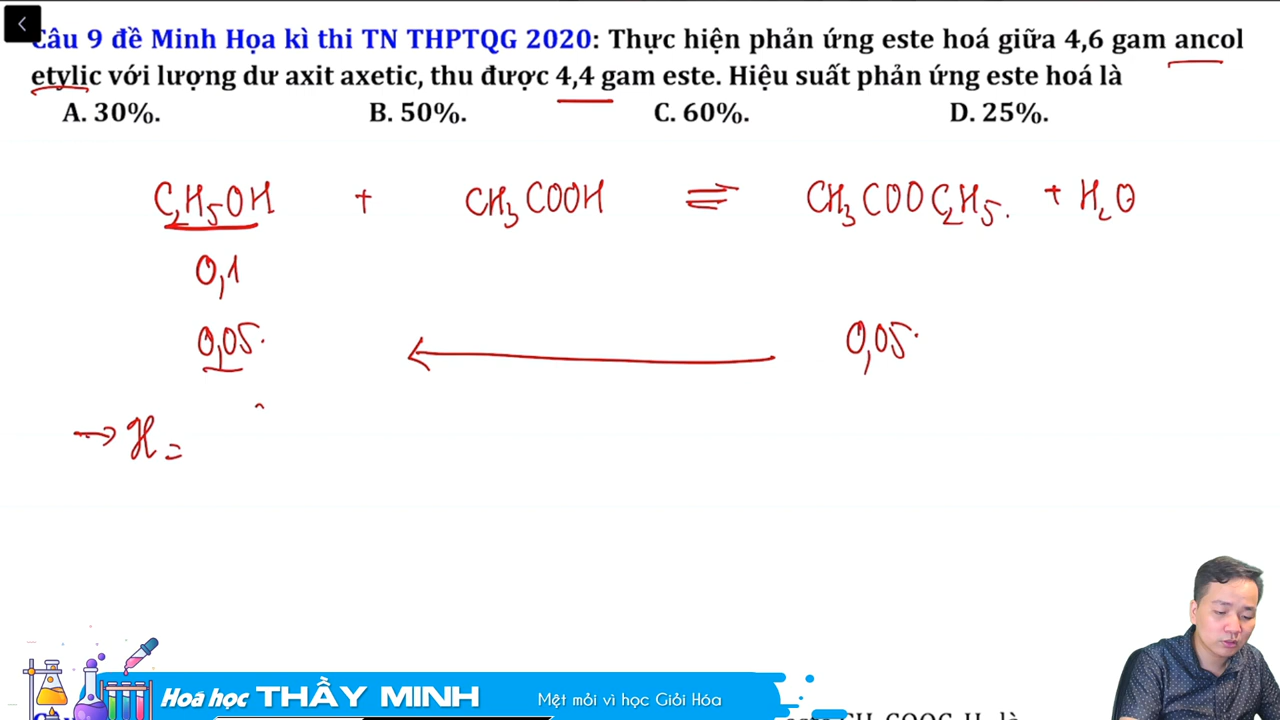 Câu 9 đề Minh Họa kì thi TN THPTQG 2020: Thực hiện phản ứng este hoá giữa 4,6 gam ancol
etylic với lượng dư axit axetic, thu được 4,4 gam este. Hiệu suất phản ứng este hoá là
A. 30%. B. 50%. C. 60%. D. 25%.
C₂H₅OH + CH₃COOH ⇌ CH₃COOC₂H₅. + H₂O
0,1
0,05. ← 0,05.
→ H =
Hoá học THẦY MINH Mệt mỏi vì học Giỏi Hóa